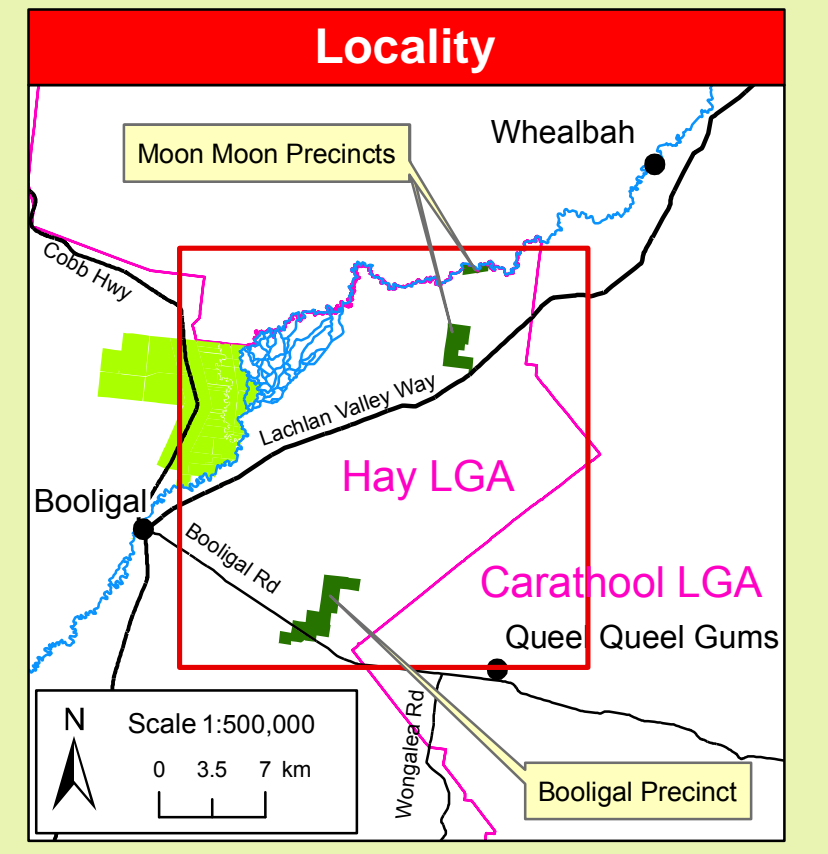 Locality
Whealbah
Moon Moon Precincts
Cobb Hwy
Lachlan Valley Way
Hay LGA
Booligal
Booligal Rd
Carathool LGA
Queel Queel Gums
N
Scale 1:500,000
0 3.5 7 km
Wongalea Rd
Booligal Precinct